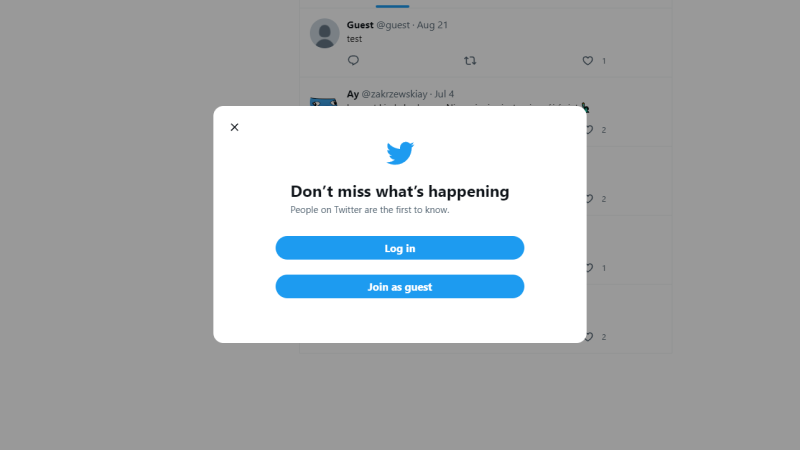 Guest @guest · Aug 21
test
1
Ay @zakrzewskiay · Jul 4
2
Don't miss what's happening
People on Twitter are the first to know.
2
Log in
1
Join as guest
2